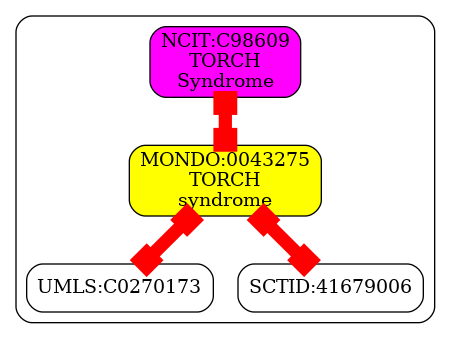 NCIT:C98609
TORCH
Syndrome
MONDO:0043275
TORCH
syndrome
UMLS:C0270173
SCTID:41679006